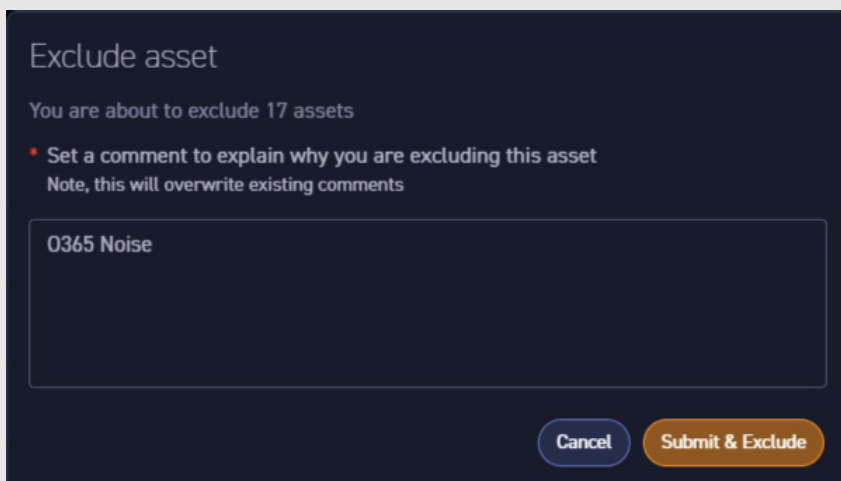 Exclude asset
You are about to exclude 17 assets
* Set a comment to explain why you are excluding this asset
Note, this will overwrite existing comments
O365 Noise
Cancel
Submit & Exclude